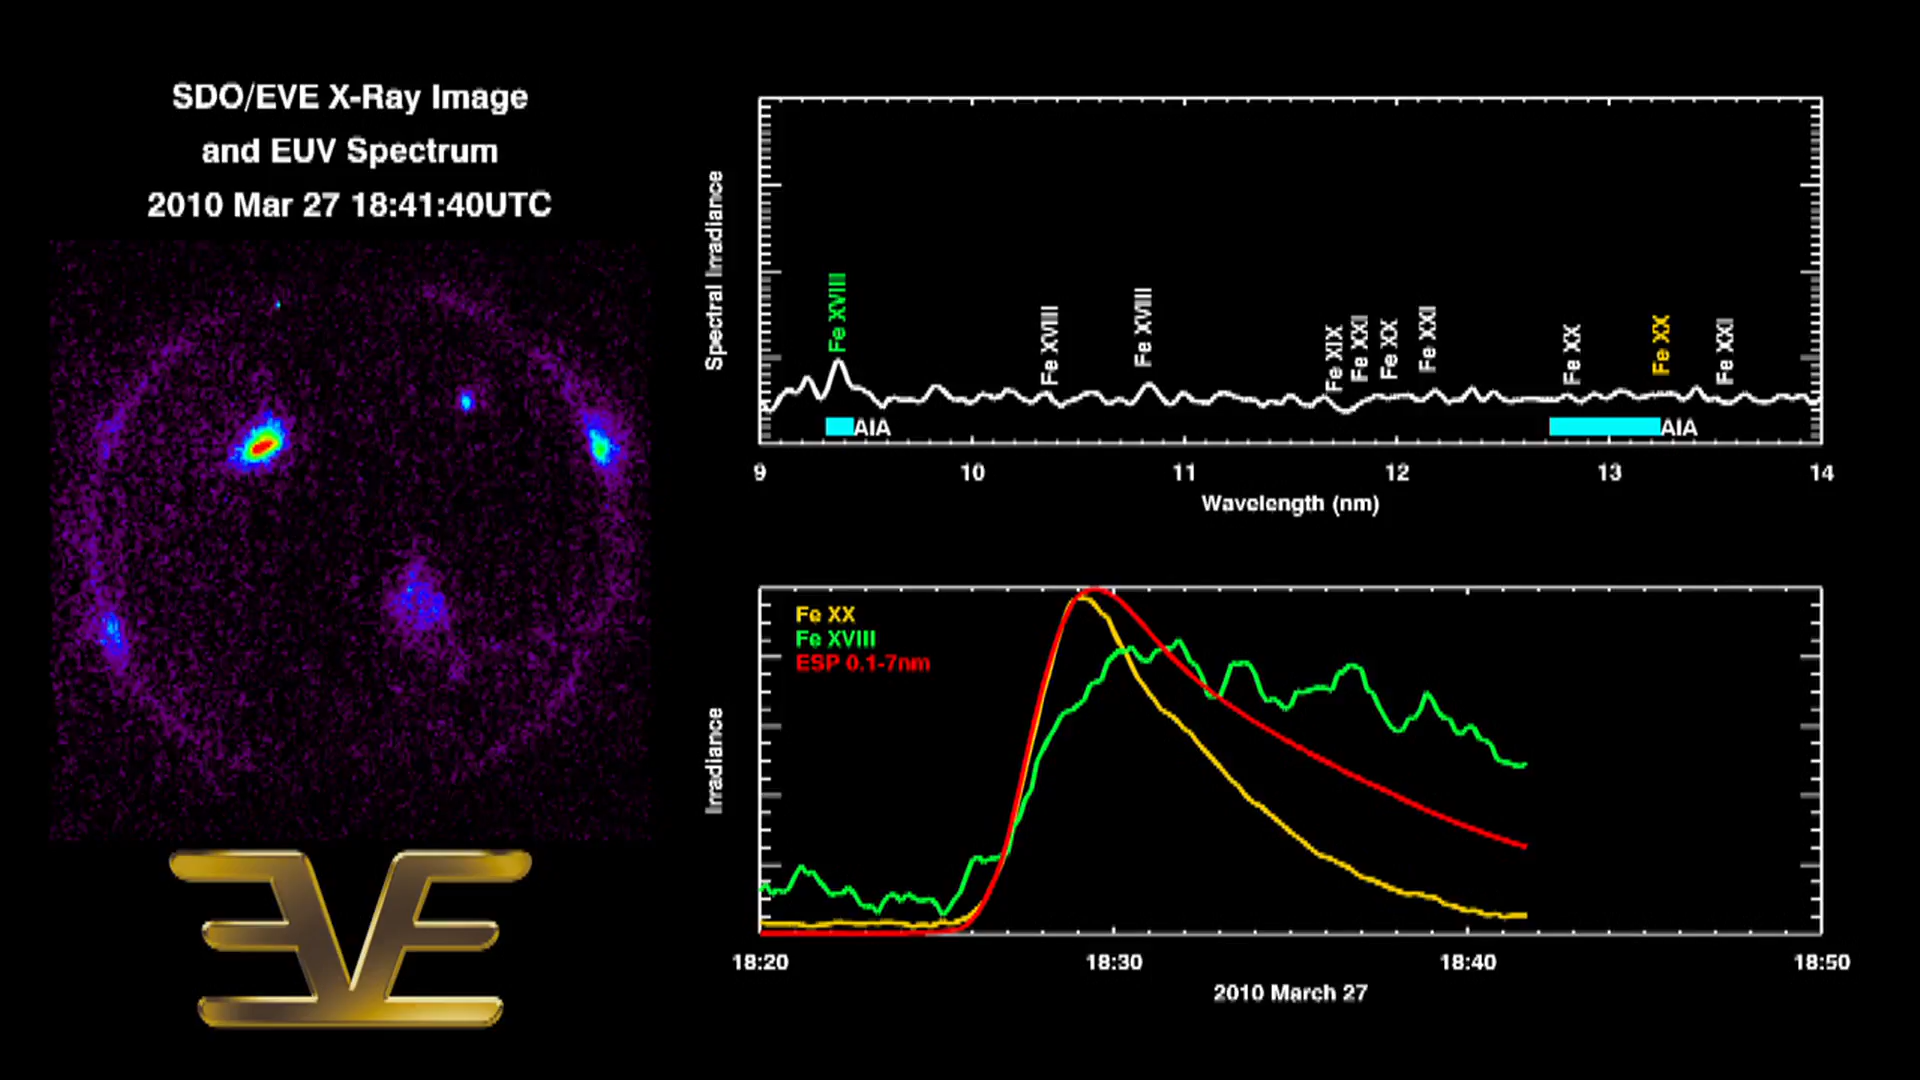 SDO/EVE X-Ray Image
and EUV Spectrum
2010 Mar 27 18:41:40UTC
Spectral Irradiance
Fe XVIII
Fe XVIII
Fe XVIII
Fe XIX
Fe XXI
Fe XX
Fe XXI
Fe XX
Fe XX
Fe XXI
AIA
AIA
9 10 11 12 13 14
Wavelength (nm)
Irradiance
Fe XX
Fe XVIII
ESP 0.1-7nm
18:20 18:30 18:40 18:50
2010 March 27
EVE